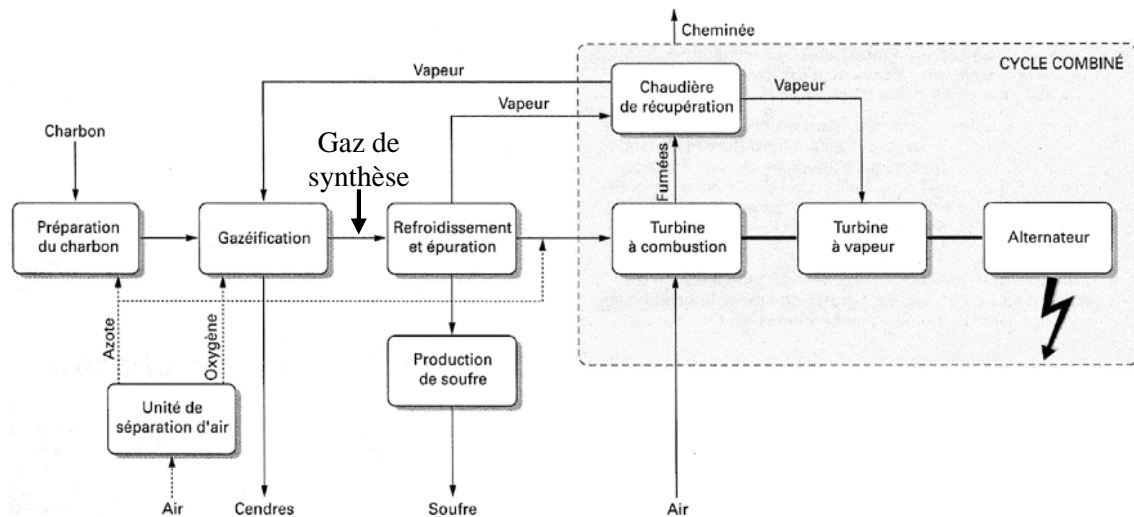 Cheminée
CYCLE COMBINÉ
Vapeur
Chaudière
de récupération
Vapeur
Vapeur
Charbon
Gaz de
synthèse
Fumées
Préparation
du charbon
Gazéification
Refroidissement
et épuration
Turbine
à combustion
Turbine
à vapeur
Alternateur
Azote
Oxygène
Production
de soufre
Unité de
séparation d'air
Air
Cendres
Soufre
Air